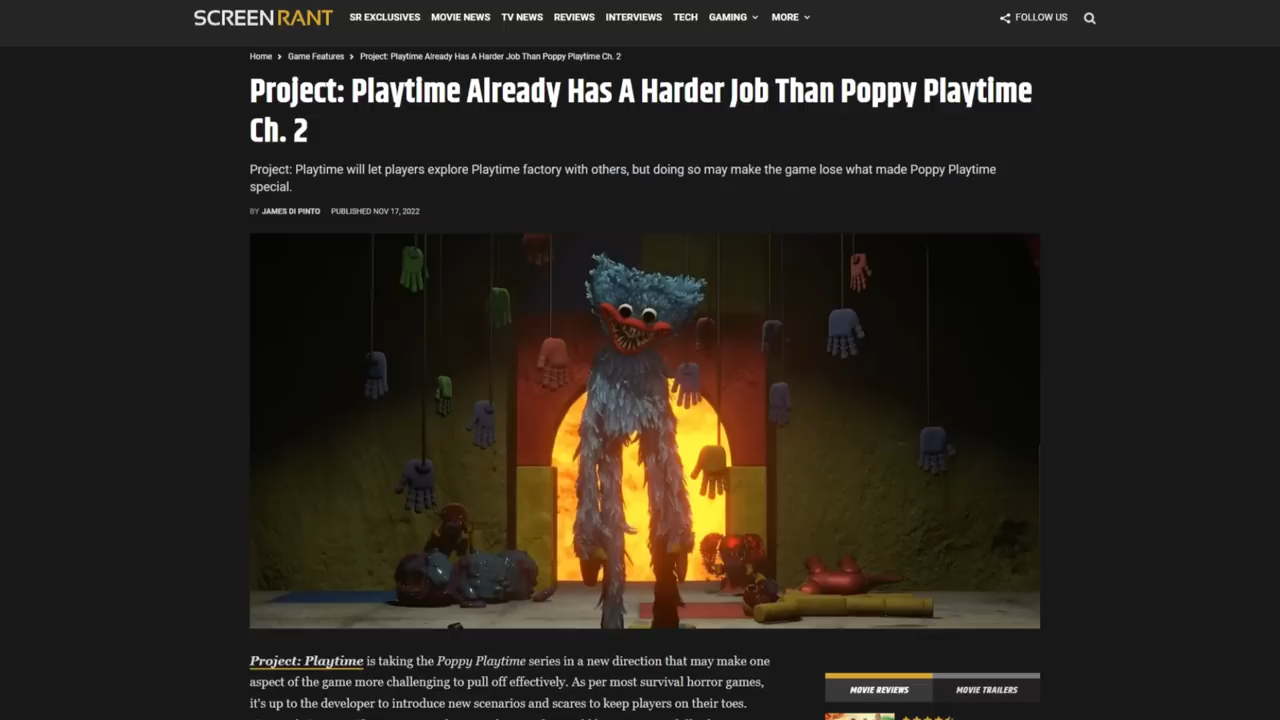 SCREENRANT SR EXCLUSIVES MOVIE NEWS TV NEWS REVIEWS INTERVIEWS TECH GAMING MORE FOLLOW US
Home > Game Features > Project: Playtime Already Has A Harder Job Than Poppy Playtime Ch. 2
Project: Playtime Already Has A Harder Job Than Poppy Playtime
Ch. 2
Project: Playtime will let players explore Playtime factory with others, but doing so may make the game lose what made Poppy Playtime
special.
BY JAMES DI PINTO PUBLISHED NOV 17, 2022
Project: Playtime is taking the Poppy Playtime series in a new direction that may make one
aspect of the game more challenging to pull off effectively. As per most survival horror games,
it's up to the developer to introduce new scenarios and scares to keep players on their toes.
MOVIE REVIEWS MOVIE TRAILERS